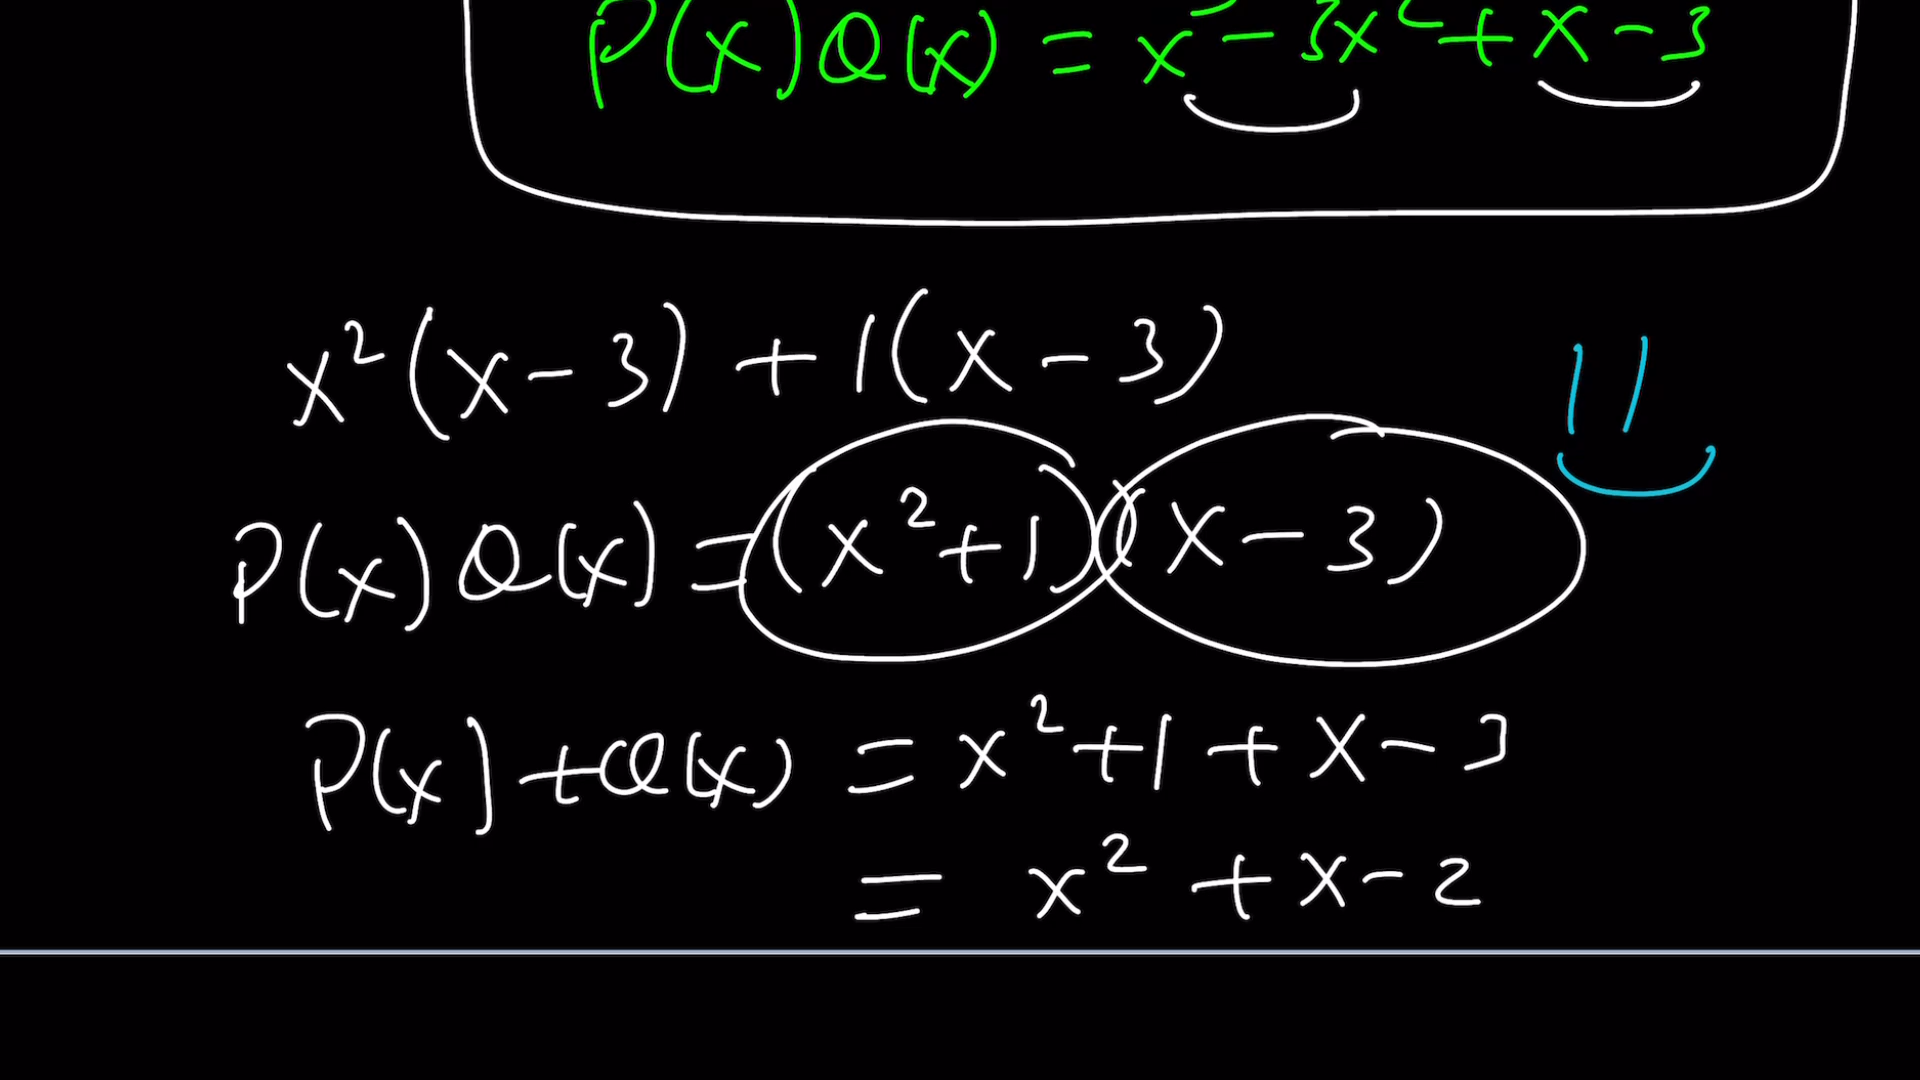 P(x)Q(x) = x³ - 3x² + x - 3
x²(x-3) + 1(x-3)
P(x)Q(x) = (x²+1)(x-3)
P(x)+Q(x) = x²+1+x-3
= x²+x-2